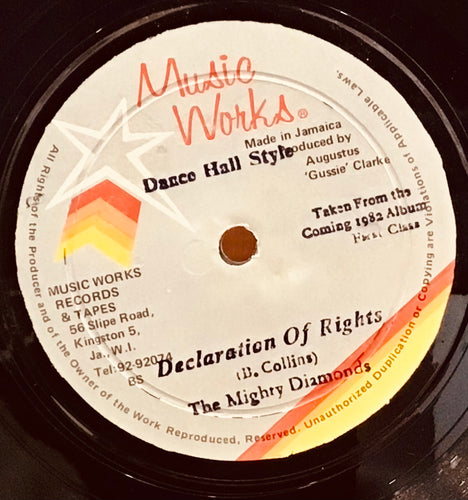 Music
Works®
Made in Jamaica
Produced by
Augustus
'Gussie' Clarke
Dance Hall Style
Taken From the
Coming 1982 Album
First Class
MUSIC WORKS
RECORDS
& TAPES
56 Slipe Road,
Kingston 5,
Ja., W.I.
Tel:92-92074
BS
Declaration Of Rights
(B. Collins)
The Mighty Diamonds
All Rights of the Producer and of the Owner of the Work Reproduced, Reserved. Unauthorized Duplication or Copying are Violations of Applicable Laws.